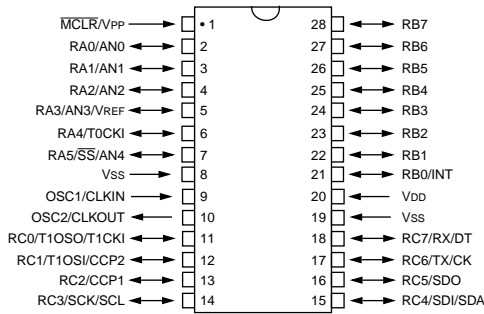 MCLR/VPP 1 28 RB7
RA0/AN0 2 27 RB6
RA1/AN1 3 26 RB5
RA2/AN2 4 25 RB4
RA3/AN3/VREF 5 24 RB3
RA4/T0CKI 6 23 RB2
RA5/SS/AN4 7 22 RB1
VSS 8 21 RB0/INT
OSC1/CLKIN 9 20 VDD
OSC2/CLKOUT 10 19 VSS
RC0/T1OSO/T1CKI 11 18 RC7/RX/DT
RC1/T1OSI/CCP2 12 17 RC6/TX/CK
RC2/CCP1 13 16 RC5/SDO
RC3/SCK/SCL 14 15 RC4/SDI/SDA